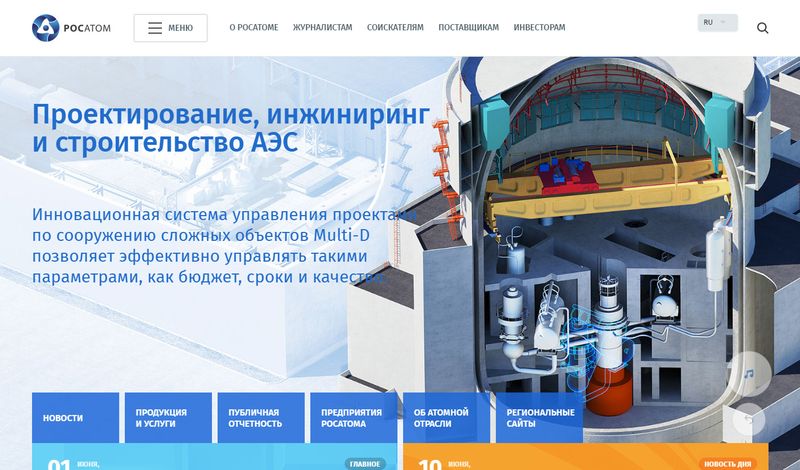 РОСАТОМ
МЕНЮ
О РОСАТОМЕ
ЖУРНАЛИСТАМ
СОИСКАТЕЛЯМ
ПОСТАВЩИКАМ
ИНВЕСТОРАМ
RU
Проектирование, инжиниринг
и строительство АЭС
Инновационная система управления проектами
по сооружению сложных объектов Multi-D
позволяет эффективно управлять такими
параметрами, как бюджет, сроки и качество
НОВОСТИ
ПРОДУКЦИЯ
И УСЛУГИ
ПУБЛИЧНАЯ
ОТЧЕТНОСТЬ
ПРЕДПРИЯТИЯ
РОСАТОМА
ОБ АТОМНОЙ
ОТРАСЛИ
РЕГИОНАЛЬНЫЕ
САЙТЫ
01 ИЮНЯ,
ГЛАВНОЕ
10 ИЮНЯ,
НОВОСТЬ ДНЯ